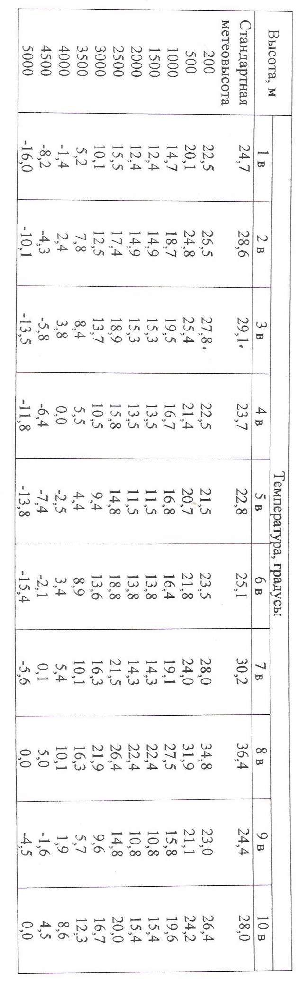 Высота, м Температура, градусы
1 в 2 в 3 в 4 в 5 в 6 в 7 в 8 в 9 в 10 в
Стандартная 24,7 28,6 29,1. 23,7 22,8 25,1 30,2 36,4 24,4 28,0
метеовысота
200 22,5 26,5 27,8. 22,5 21,5 23,5 28,0 34,8 23,0 26,4
500 20,1 24,8 25,4 21,4 20,7 21,8 24,0 31,9 21,1 24,2
1000 14,7 18,7 19,5 16,7 16,8 16,4 19,1 27,5 15,8 19,6
1500 12,4 14,9 15,3 13,5 11,5 13,8 14,3 22,4 10,8 15,4
2000 12,4 14,9 15,3 13,5 11,5 13,8 14,3 22,4 10,8 15,4
2500 15,5 17,4 18,9 15,8 14,8 18,8 21,5 26,4 14,8 20,0
3000 10,1 12,5 13,7 10,5 9,4 13,6 16,3 21,9 9,6 16,7
3500 5,2 7,8 8,4 5,5 4,4 8,9 10,1 16,3 5,7 12,3
4000 -1,4 2,4 3,8 0,0 -2,5 3,4 5,4 10,1 1,9 8,6
4500 -8,2 -4,3 -5,8 -6,4 -7,4 -2,1 0,1 5,0 -1,6 4,5
5000 -16,0 -10,1 -13,5 -11,8 -13,8 -15,4 -5,6 0,0 -4,5 0,0